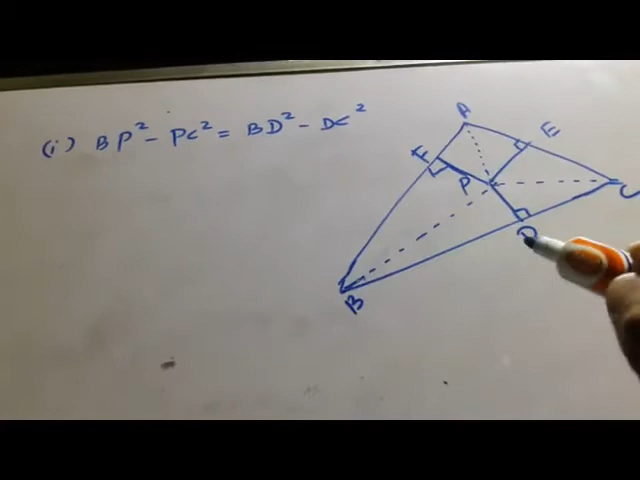 (i) BP² - PC² = BD² - DC²
A
E
F
P
C
D
B